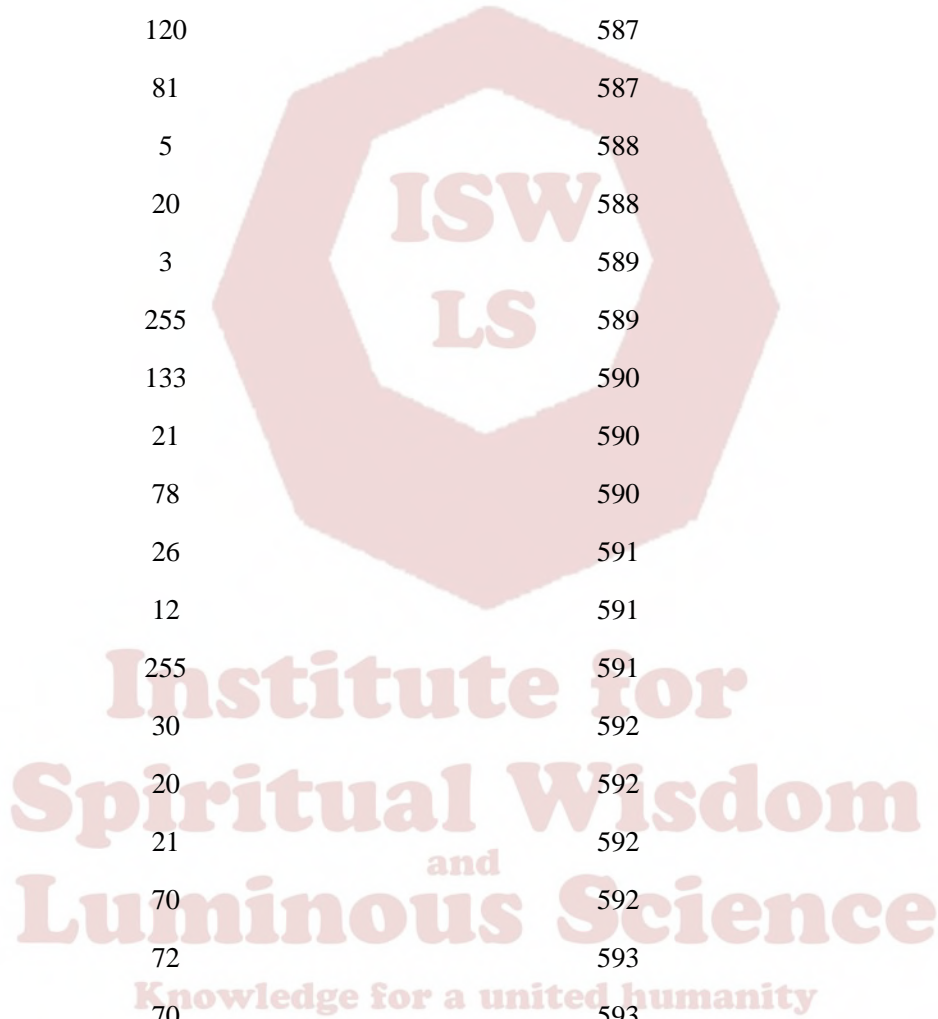 120 587
81 587
5 588
ISW
20 588
3 589
LS
255 589
133 590
21 590
78 590
26 591
12 591
Institute for
255 591
30 592
Spiritual Wisdom
20 592
21 592
and
Luminous Science
70 592
72 593
Knowledge for a united humanity
70 593